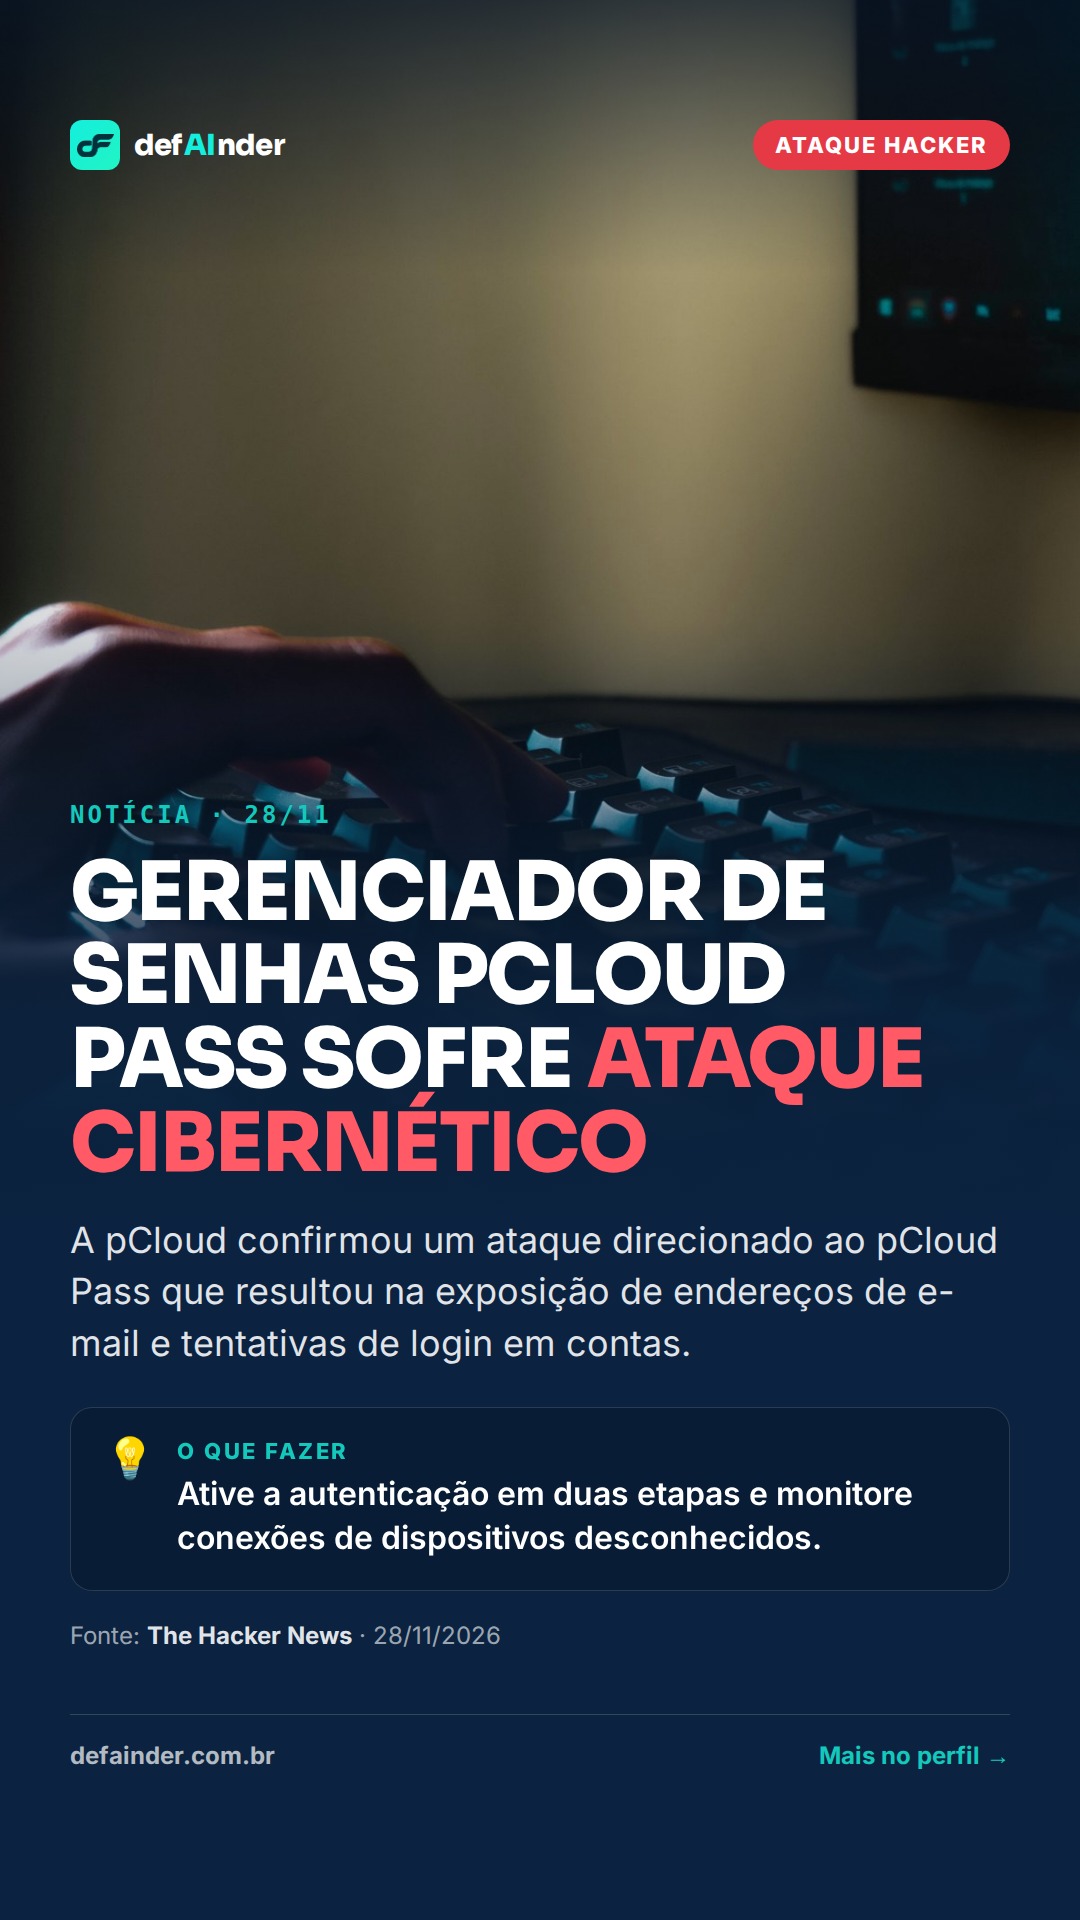 defAInder
ATAQUE HACKER
NOTÍCIA · 28/11
GERENCIADOR DE
SENHAS PCLOUD
PASS SOFRE ATAQUE
CIBERNÉTICO
A pCloud confirmou um ataque direcionado ao pCloud
Pass que resultou na exposição de endereços de e-
mail e tentativas de login em contas.
O QUE FAZER
Ative a autenticação em duas etapas e monitore
conexões de dispositivos desconhecidos.
Fonte: The Hacker News · 28/11/2026
defainder.com.br
Mais no perfil →